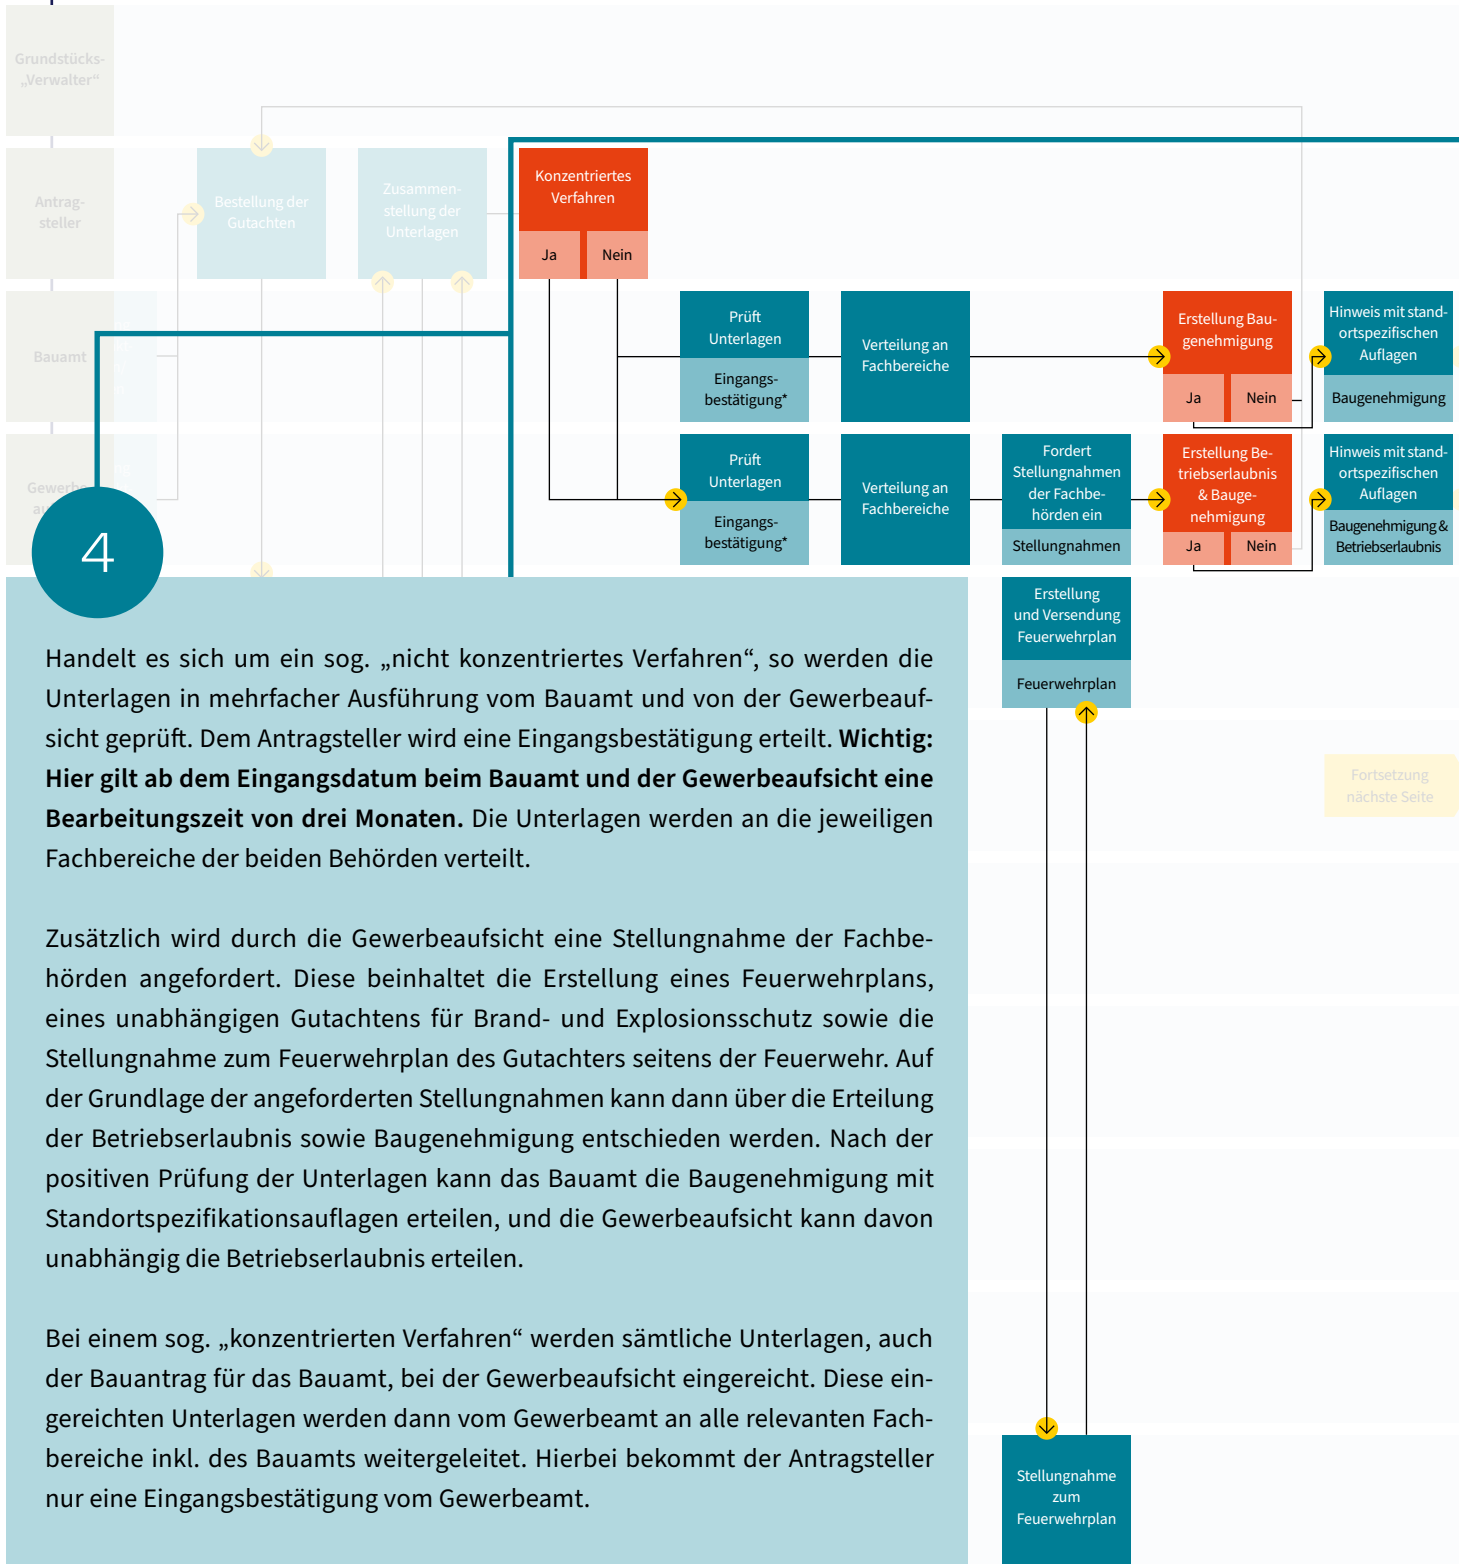 Grundstücks-
„Verwalter“
Antrag-
steller
Bestellung der
Gutachten
Zusammen-
stellung der
Unterlagen
Konzentriertes
Verfahren
Ja
Nein
Bauamt
Prüft
Unterlagen
Eingangs-
bestätigung*
Verteilung an
Fachbereiche
Erstellung Bau-
genehmigung
Ja
Nein
Hinweis mit stand-
ortspezifischen
Auflagen
Baugenehmigung
Prüft
Unterlagen
Eingangs-
bestätigung*
Verteilung an
Fachbereiche
Fordert
Stellungnahmen
der Fachbe-
hörden ein
Stellungnahmen
Erstellung Be-
triebserlaubnis
& Bauge-
nehmigung
Ja
Nein
Hinweis mit stand-
ortspezifischen
Auflagen
Baugenehmigung &
Betriebserlaubnis
4
Erstellung
und Versendung
Feuerwehrplan
Feuerwehrplan
Fortsetzung
nächste Seite
Handelt es sich um ein sog. „nicht konzentriertes Verfahren“, so werden die
Unterlagen in mehrfacher Ausführung vom Bauamt und von der Gewerbeauf-
sicht geprüft. Dem Antragsteller wird eine Eingangsbestätigung erteilt. Wichtig:
Hier gilt ab dem Eingangsdatum beim Bauamt und der Gewerbeaufsicht eine
Bearbeitungszeit von drei Monaten. Die Unterlagen werden an die jeweiligen
Fachbereiche der beiden Behörden verteilt.
Zusätzlich wird durch die Gewerbeaufsicht eine Stellungnahme der Fachbe-
hörden angefordert. Diese beinhaltet die Erstellung eines Feuerwehrplans,
eines unabhängigen Gutachtens für Brand- und Explosionsschutz sowie die
Stellungnahme zum Feuerwehrplan des Gutachters seitens der Feuerwehr. Auf
der Grundlage der angeforderten Stellungnahmen kann dann über die Erteilung
der Betriebserlaubnis sowie Baugenehmigung entschieden werden. Nach der
positiven Prüfung der Unterlagen kann das Bauamt die Baugenehmigung mit
Standortspezifikationsauflagen erteilen, und die Gewerbeaufsicht kann davon
unabhängig die Betriebserlaubnis erteilen.
Bei einem sog. „konzentrierten Verfahren“ werden sämtliche Unterlagen, auch
der Bauantrag für das Bauamt, bei der Gewerbeaufsicht eingereicht. Diese ein-
gereichten Unterlagen werden dann vom Gewerbeamt an alle relevanten Fach-
bereiche inkl. des Bauamts weitergeleitet. Hierbei bekommt der Antragsteller
nur eine Eingangsbestätigung vom Gewerbeamt.
Stellungnahme
zum
Feuerwehrplan